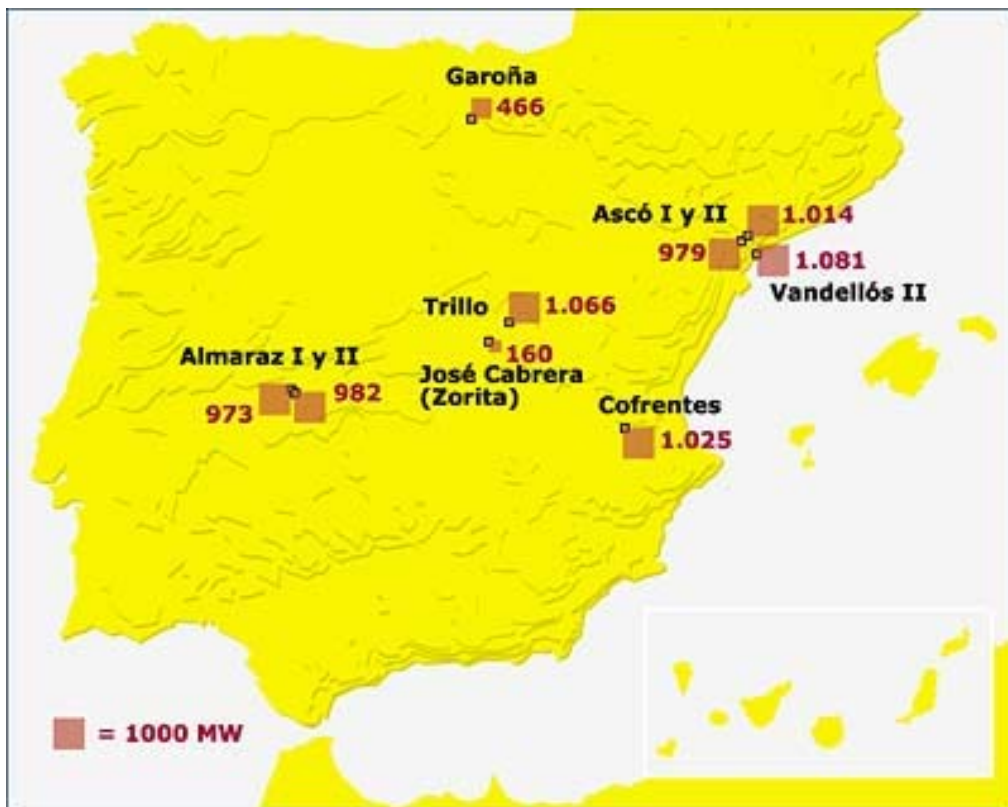 Garoña
466
Ascó I y II
1.014
979
1.081
Vandellós II
Trillo
1.066
160
José Cabrera
(Zorita)
Almaraz I y II
973
982
Cofrentes
1.025
= 1000 MW